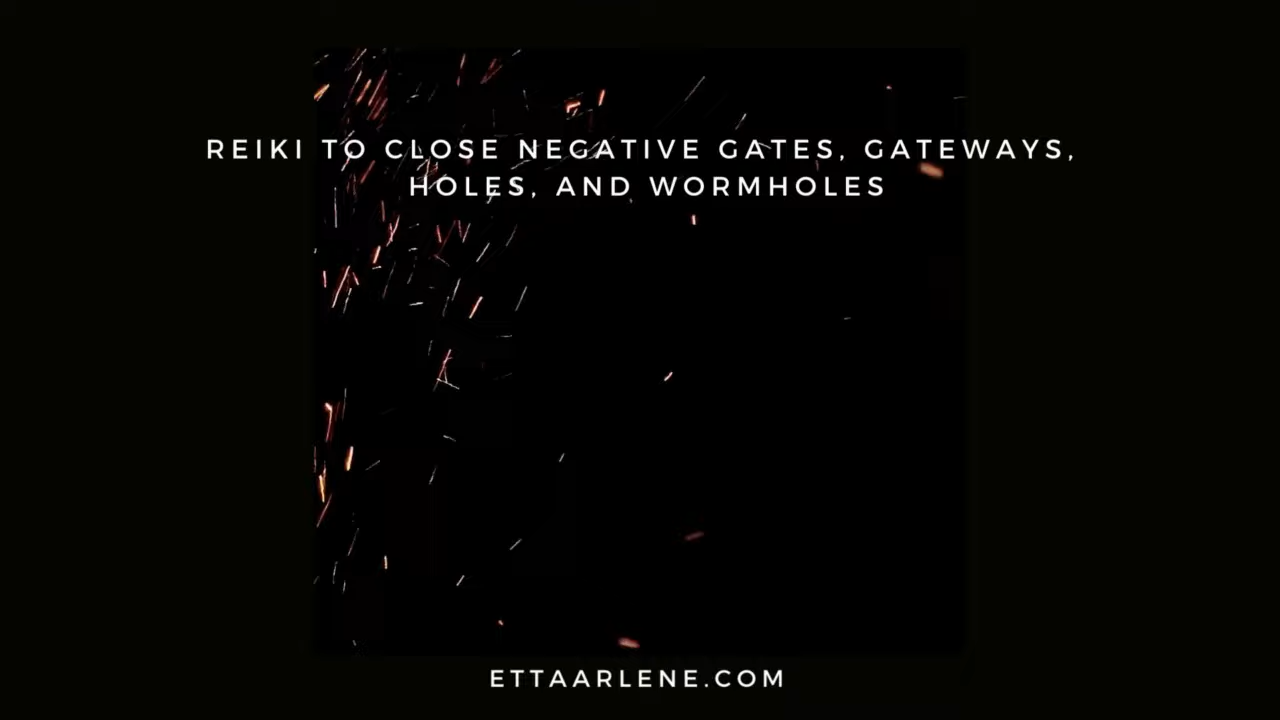 REIKI TO CLOSE NEGATIVE GATES, GATEWAYS,
HOLES, AND WORMHOLES
ETTAARLENE.COM